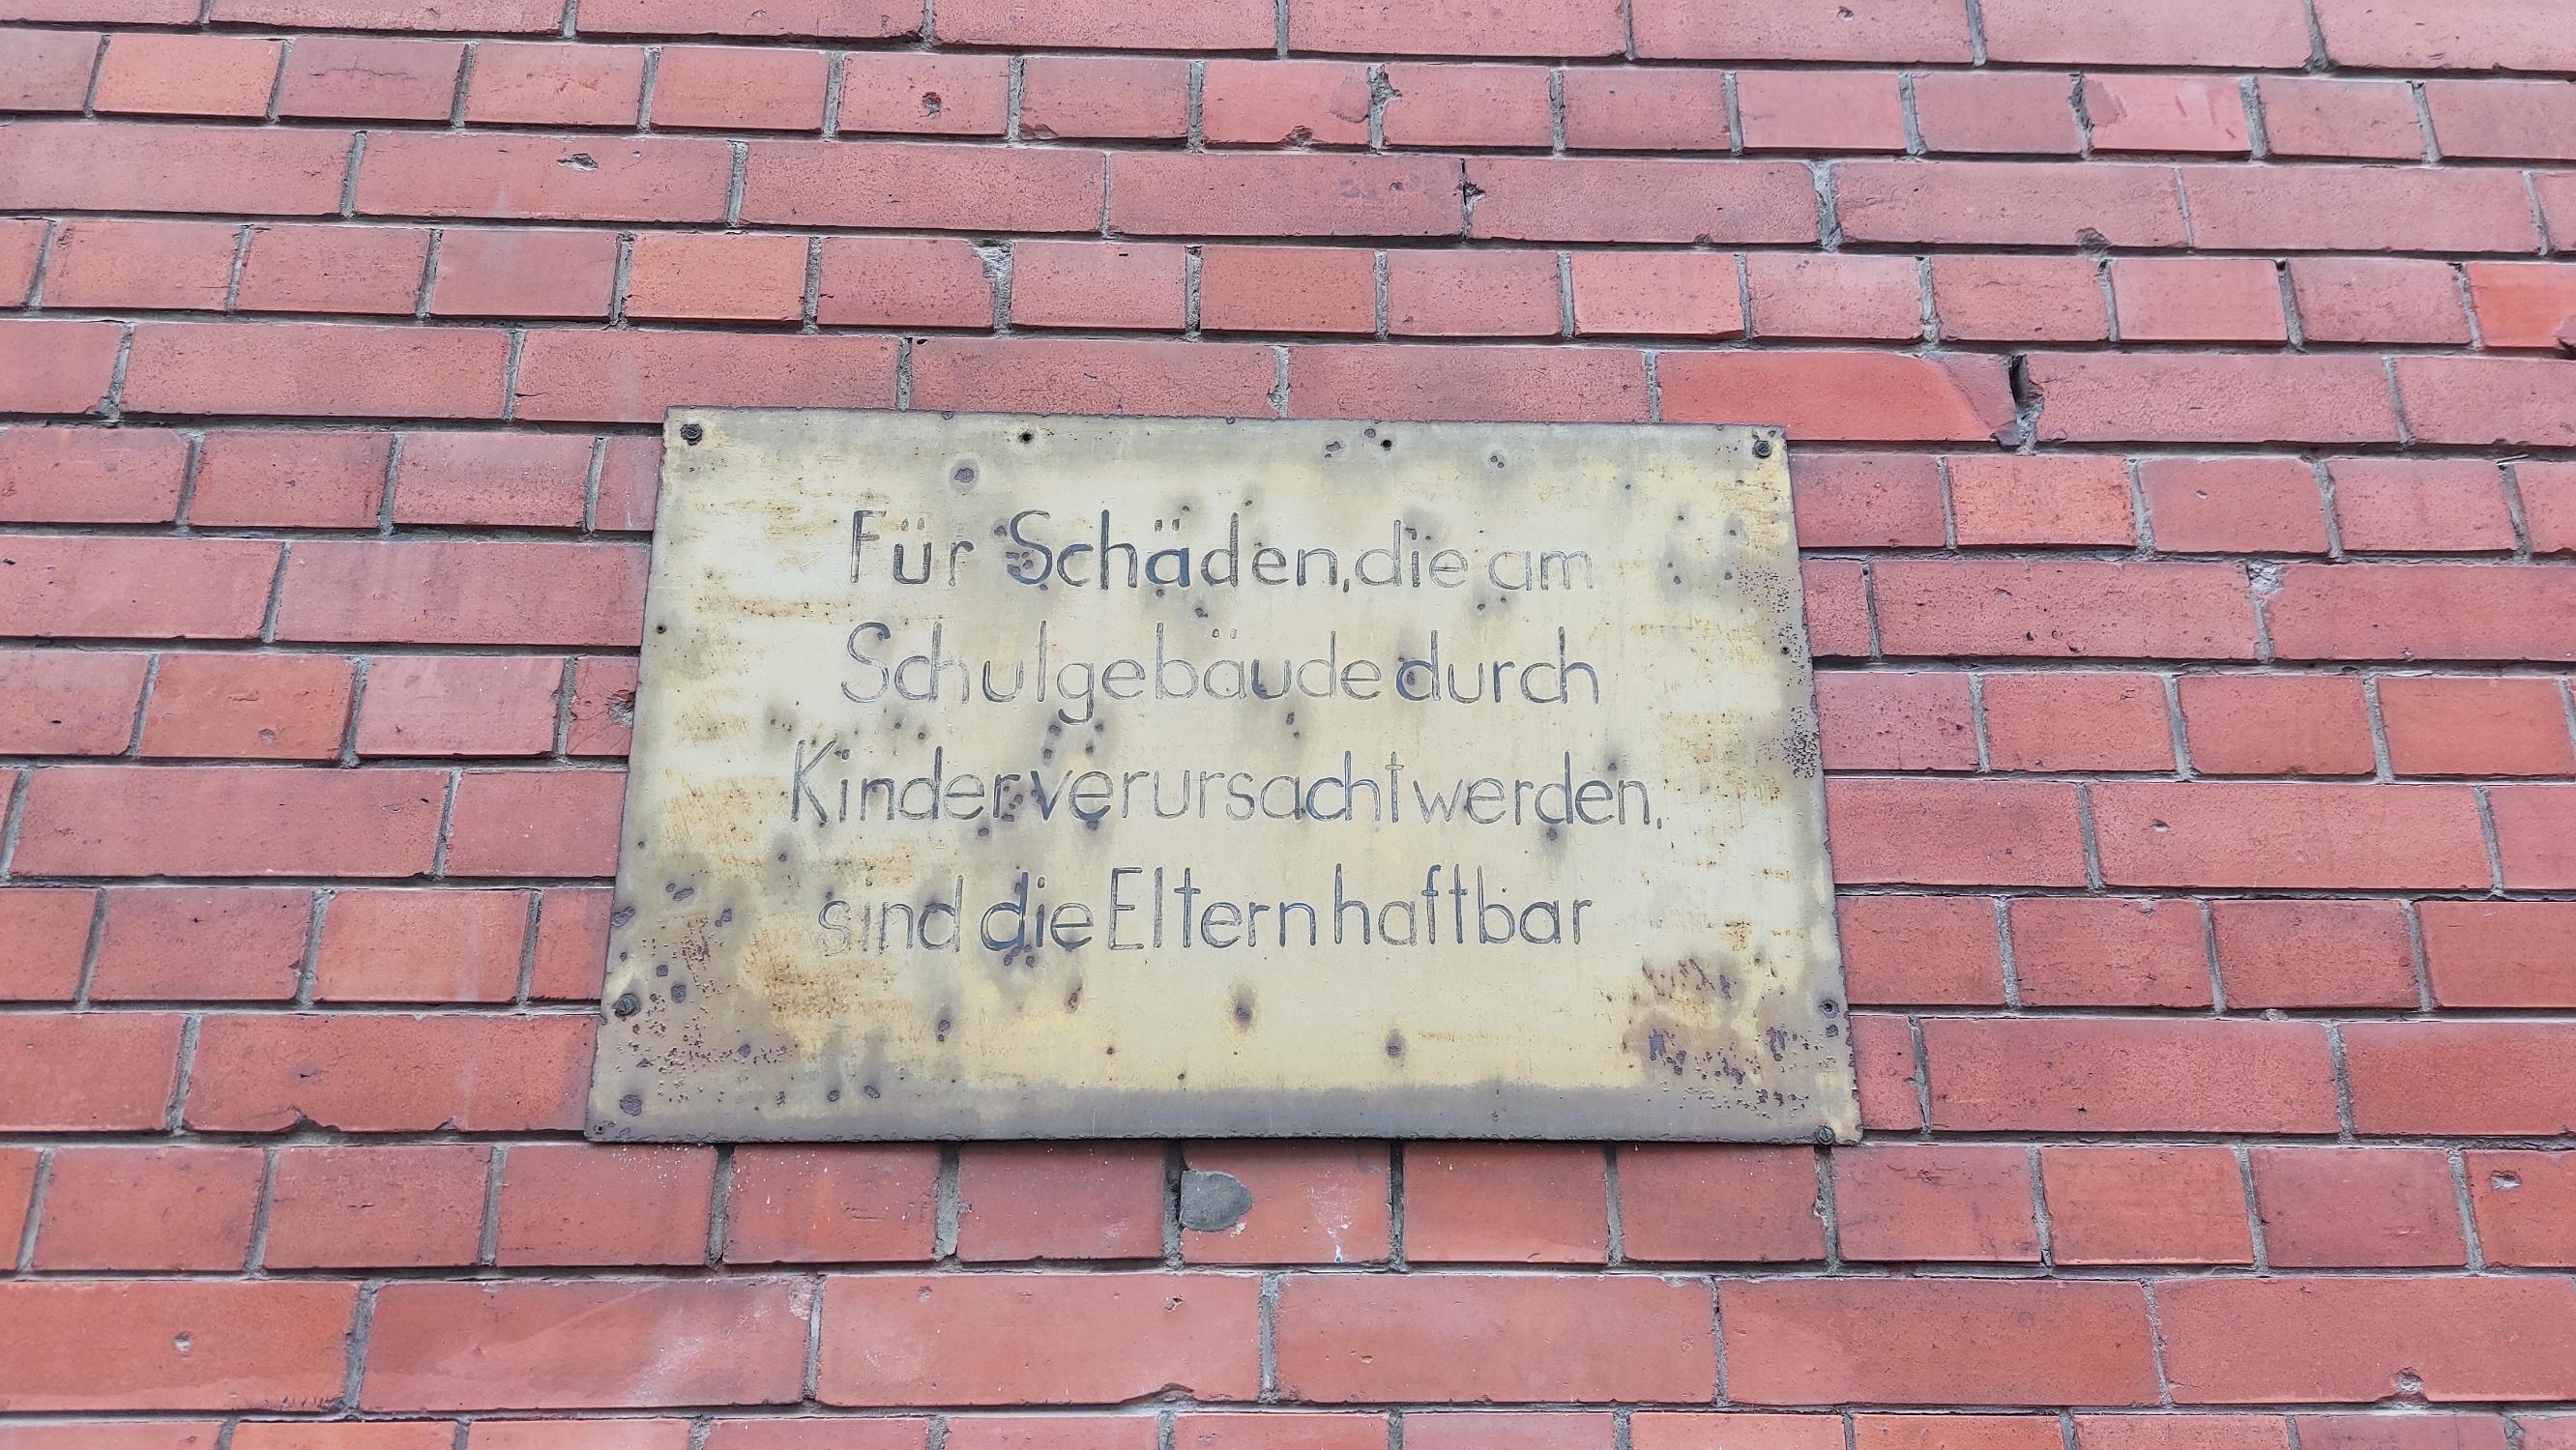 Für Schäden, die am
Schulgebäude durch
Kinder verursacht werden,
sind die Eltern haftbar